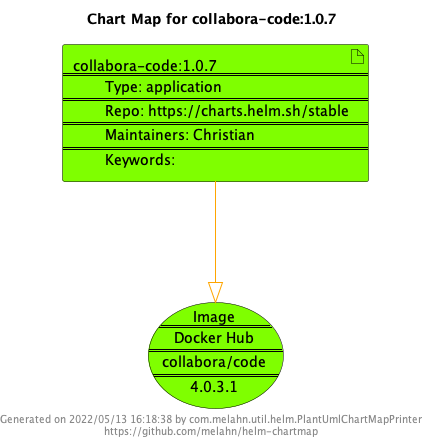 Chart Map for collabora-code:1.0.7
collabora-code:1.0.7
Type: application
Repo: https://charts.helm.sh/stable
Maintainers: Christian
Keywords:
Image
Docker Hub
collabora/code
4.0.3.1
Generated on 2022/05/13 16:18:38 by com.melahn.util.helm.PlantUmlChartMapPrinter
https://github.com/melahn/helm-chartmap